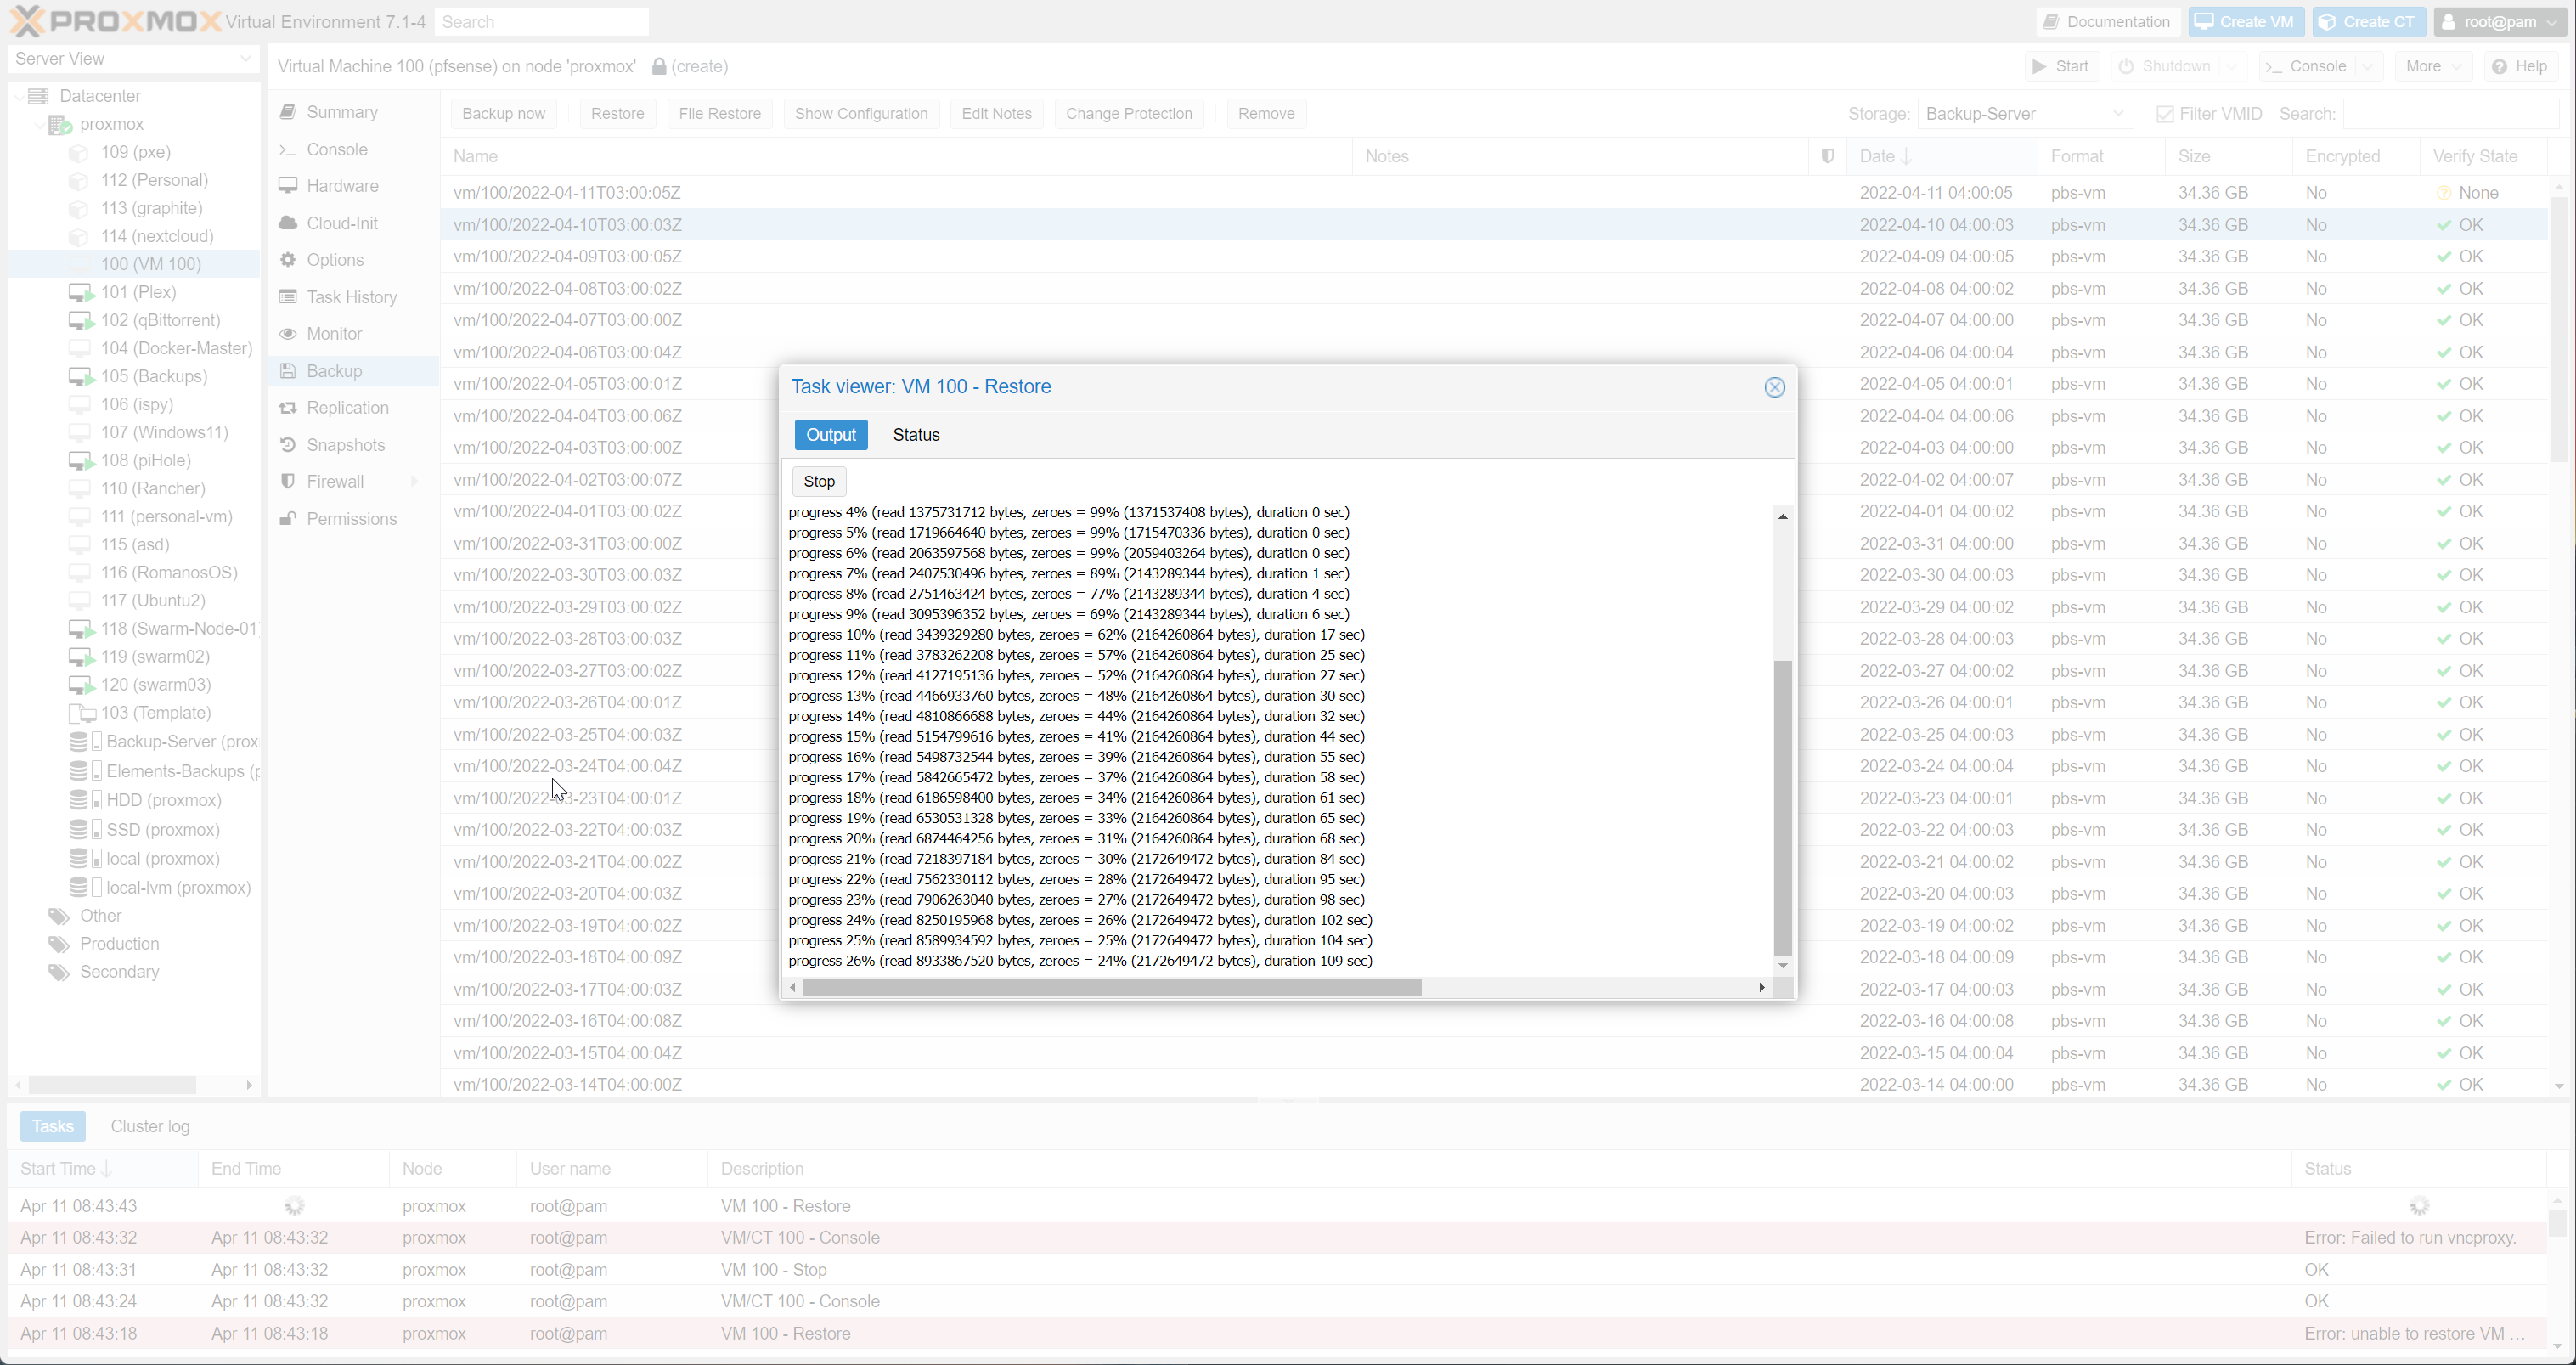 PROXMOX Virtual Environment 7.1-4 Search Documentation Create VM Create CT root@pam
Server View
Virtual Machine 100 (pfsense) on node 'proxmox' (create) Start Shutdown Console More Help
Datacenter
proxmox
109 (pxe)
112 (Personal)
113 (graphite)
114 (nextcloud)
100 (VM 100)
101 (Plex)
102 (qBittorrent)
104 (Docker-Master)
105 (Backups)
106 (ispy)
107 (Windows11)
108 (piHole)
110 (Rancher)
111 (personal-vm)
115 (asd)
116 (RomanosOS)
117 (Ubuntu2)
118 (Swarm-Node-01
119 (swarm02)
120 (swarm03)
103 (Template)
Backup-Server (prox
Elements-Backups (p
HDD (proxmox)
SSD (proxmox)
local (proxmox)
local-lvm (proxmox)
Other
Production
Secondary
Summary
Console
Hardware
Cloud-Init
Options
Task History
Monitor
Backup
Replication
Snapshots
Firewall
Permissions
Backup now Restore File Restore Show Configuration Edit Notes Change Protection Remove Storage: Backup-Server Filter VMID Search:
Name Notes Date Format Size Encrypted Verify State
vm/100/2022-04-11T03:00:05Z 2022-04-11 04:00:05 pbs-vm 34.36 GB No None
vm/100/2022-04-10T03:00:03Z 2022-04-10 04:00:03 pbs-vm 34.36 GB No OK
vm/100/2022-04-09T03:00:05Z 2022-04-09 04:00:05 pbs-vm 34.36 GB No OK
vm/100/2022-04-08T03:00:02Z 2022-04-08 04:00:02 pbs-vm 34.36 GB No OK
vm/100/2022-04-07T03:00:00Z 2022-04-07 04:00:00 pbs-vm 34.36 GB No OK
vm/100/2022-04-06T03:00:04Z 2022-04-06 04:00:04 pbs-vm 34.36 GB No OK
vm/100/2022-04-05T03:00:01Z 2022-04-05 04:00:01 pbs-vm 34.36 GB No OK
vm/100/2022-04-04T03:00:06Z 2022-04-04 04:00:06 pbs-vm 34.36 GB No OK
vm/100/2022-04-03T03:00:00Z 2022-04-03 04:00:00 pbs-vm 34.36 GB No OK
vm/100/2022-04-02T03:00:07Z 2022-04-02 04:00:07 pbs-vm 34.36 GB No OK
vm/100/2022-04-01T03:00:02Z 2022-04-01 04:00:02 pbs-vm 34.36 GB No OK
vm/100/2022-03-31T03:00:00Z 2022-03-31 04:00:00 pbs-vm 34.36 GB No OK
vm/100/2022-03-30T03:00:03Z 2022-03-30 04:00:03 pbs-vm 34.36 GB No OK
vm/100/2022-03-29T03:00:02Z 2022-03-29 04:00:02 pbs-vm 34.36 GB No OK
vm/100/2022-03-28T03:00:03Z 2022-03-28 04:00:03 pbs-vm 34.36 GB No OK
vm/100/2022-03-27T03:00:02Z 2022-03-27 04:00:02 pbs-vm 34.36 GB No OK
vm/100/2022-03-26T04:00:01Z 2022-03-26 04:00:01 pbs-vm 34.36 GB No OK
vm/100/2022-03-25T04:00:03Z 2022-03-25 04:00:03 pbs-vm 34.36 GB No OK
vm/100/2022-03-24T04:00:04Z 2022-03-24 04:00:04 pbs-vm 34.36 GB No OK
vm/100/2022-03-23T04:00:01Z 2022-03-23 04:00:01 pbs-vm 34.36 GB No OK
vm/100/2022-03-22T04:00:03Z 2022-03-22 04:00:03 pbs-vm 34.36 GB No OK
vm/100/2022-03-21T04:00:02Z 2022-03-21 04:00:02 pbs-vm 34.36 GB No OK
vm/100/2022-03-20T04:00:03Z 2022-03-20 04:00:03 pbs-vm 34.36 GB No OK
vm/100/2022-03-19T04:00:02Z 2022-03-19 04:00:02 pbs-vm 34.36 GB No OK
vm/100/2022-03-18T04:00:09Z 2022-03-18 04:00:09 pbs-vm 34.36 GB No OK
vm/100/2022-03-17T04:00:03Z 2022-03-17 04:00:03 pbs-vm 34.36 GB No OK
vm/100/2022-03-16T04:00:08Z 2022-03-16 04:00:08 pbs-vm 34.36 GB No OK
vm/100/2022-03-15T04:00:04Z 2022-03-15 04:00:04 pbs-vm 34.36 GB No OK
vm/100/2022-03-14T04:00:00Z 2022-03-14 04:00:00 pbs-vm 34.36 GB No OK
Task viewer: VM 100 - Restore
Output Status
Stop
progress 4% (read 1375731712 bytes, zeroes = 99% (1371537408 bytes), duration 0 sec)
progress 5% (read 1719664640 bytes, zeroes = 99% (1715470336 bytes), duration 0 sec)
progress 6% (read 2063597568 bytes, zeroes = 99% (2059403264 bytes), duration 0 sec)
progress 7% (read 2407530496 bytes, zeroes = 89% (2143289344 bytes), duration 1 sec)
progress 8% (read 2751463424 bytes, zeroes = 77% (2143289344 bytes), duration 4 sec)
progress 9% (read 3095396352 bytes, zeroes = 69% (2143289344 bytes), duration 6 sec)
progress 10% (read 3439329280 bytes, zeroes = 62% (2164260864 bytes), duration 17 sec)
progress 11% (read 3783262208 bytes, zeroes = 57% (2164260864 bytes), duration 25 sec)
progress 12% (read 4127195136 bytes, zeroes = 52% (2164260864 bytes), duration 27 sec)
progress 13% (read 4466933760 bytes, zeroes = 48% (2164260864 bytes), duration 30 sec)
progress 14% (read 4810866688 bytes, zeroes = 44% (2164260864 bytes), duration 32 sec)
progress 15% (read 5154799616 bytes, zeroes = 41% (2164260864 bytes), duration 44 sec)
progress 16% (read 5498732544 bytes, zeroes = 39% (2164260864 bytes), duration 55 sec)
progress 17% (read 5842665472 bytes, zeroes = 37% (2164260864 bytes), duration 58 sec)
progress 18% (read 6186598400 bytes, zeroes = 34% (2164260864 bytes), duration 61 sec)
progress 19% (read 6530531328 bytes, zeroes = 33% (2164260864 bytes), duration 65 sec)
progress 20% (read 6874464256 bytes, zeroes = 31% (2164260864 bytes), duration 68 sec)
progress 21% (read 7218397184 bytes, zeroes = 30% (2172649472 bytes), duration 84 sec)
progress 22% (read 7562330112 bytes, zeroes = 28% (2172649472 bytes), duration 95 sec)
progress 23% (read 7906263040 bytes, zeroes = 27% (2172649472 bytes), duration 98 sec)
progress 24% (read 8250195968 bytes, zeroes = 26% (2172649472 bytes), duration 102 sec)
progress 25% (read 8589934592 bytes, zeroes = 25% (2172649472 bytes), duration 104 sec)
progress 26% (read 8933867520 bytes, zeroes = 24% (2172649472 bytes), duration 109 sec)
Tasks Cluster log
Start Time End Time Node User name Description Status
Apr 11 08:43:43 proxmox root@pam VM 100 - Restore
Apr 11 08:43:32 Apr 11 08:43:32 proxmox root@pam VM/CT 100 - Console Error: Failed to run vncproxy.
Apr 11 08:43:31 Apr 11 08:43:32 proxmox root@pam VM 100 - Stop OK
Apr 11 08:43:24 Apr 11 08:43:32 proxmox root@pam VM/CT 100 - Console OK
Apr 11 08:43:18 Apr 11 08:43:18 proxmox root@pam VM 100 - Restore Error: unable to restore VM ...